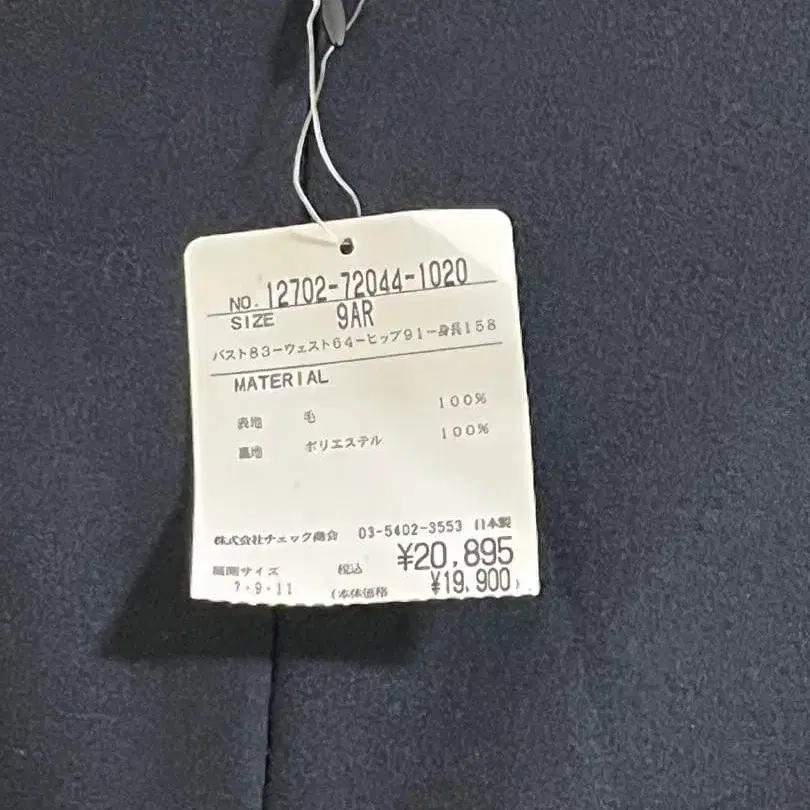 NO. 12702-72044-1020
SIZE 9AR
バスト83-ウェスト64-ヒップ91-身長158
MATERIAL
表地 毛 100%
裏地 ポリエステル 100%
株式会社チェック商会 03-5402-3553 日本製
展開サイズ 税込 ¥20,895
7・9・11 (本体価格 ¥19,900)